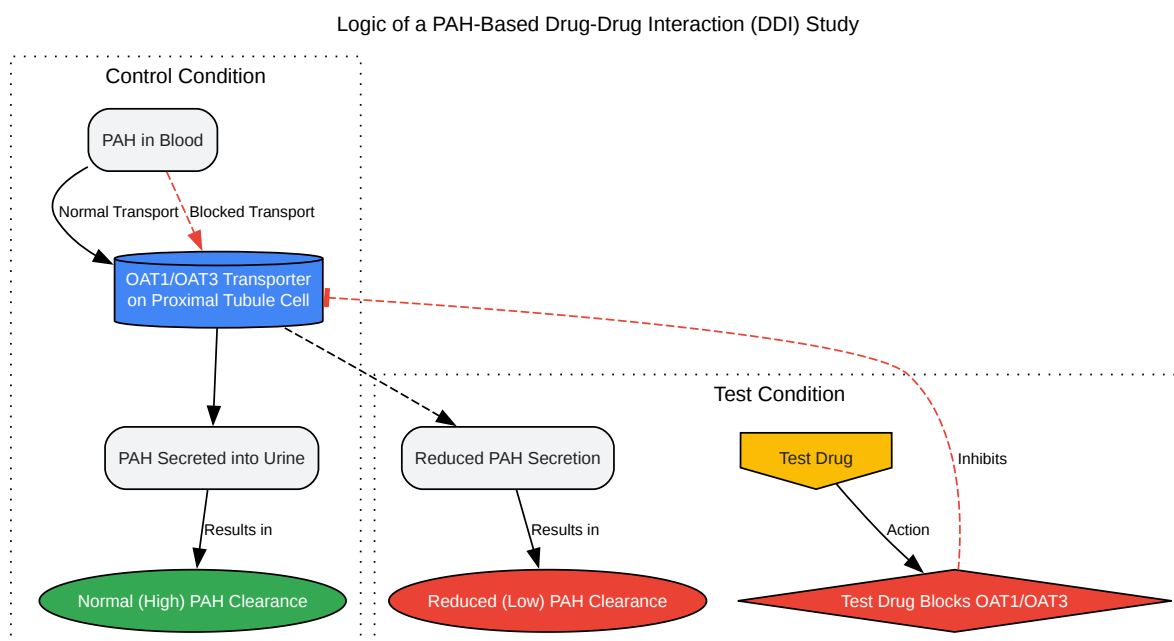 Logic of a PAH-Based Drug-Drug Interaction (DDI) Study
Control Condition
PAH in Blood
Normal Transport
Blocked Transport
OAT1/OAT3 Transporter
on Proximal Tubule Cell
Test Condition
PAH Secreted into Urine
Reduced PAH Secretion
Test Drug
Inhibits
Results in
Results in
Action
Normal (High) PAH Clearance
Reduced (Low) PAH Clearance
Test Drug Blocks OAT1/OAT3